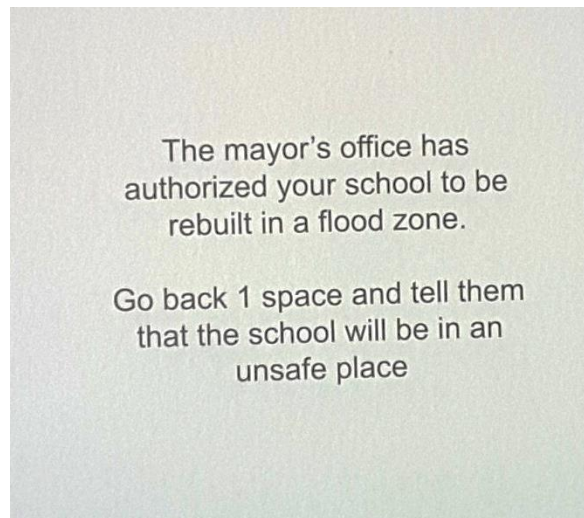 The mayor’s office has
authorized your school to be
rebuilt in a flood zone.
Go back 1 space and tell them
that the school will be in an
unsafe place